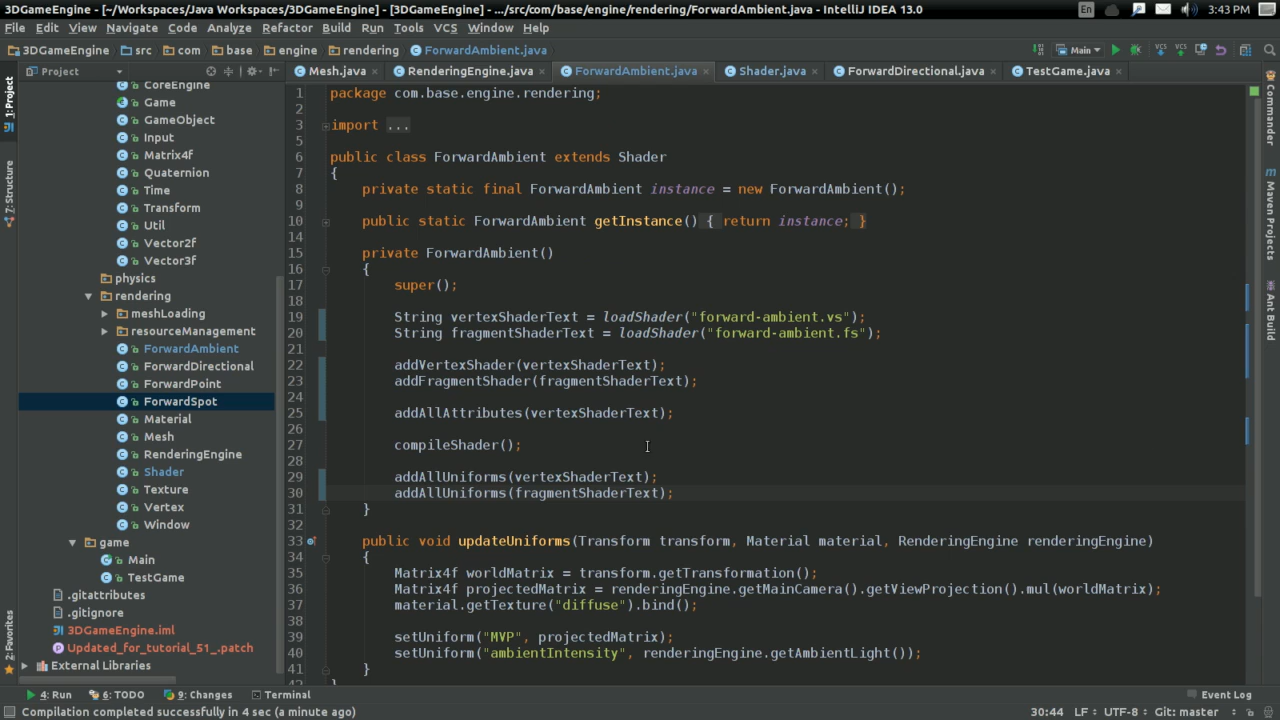 3DGameEngine [~/Workspaces/Java Workspaces/3DGameEngine] - [3DGameEngine] - .../src/com/base/engine/rendering/ForwardAmbient.java - IntelliJ IDEA 13.0
En
3:43 PM
File Edit View Navigate Code Analyze Refactor Build Run Tools VCS Window Help
3DGameEngine src com base engine rendering ForwardAmbient.java
Main
Project
Mesh.java RenderingEngine.java ForwardAmbient.java Shader.java ForwardDirectional.java TestGame.java
1: Project
7: Structure
2: Favorites
CoreEngine
Game
GameObject
Input
Matrix4f
Quaternion
Time
Transform
Util
Vector2f
Vector3f
physics
rendering
meshLoading
resourceManagement
ForwardAmbient
ForwardDirectional
ForwardPoint
ForwardSpot
Material
Mesh
RenderingEngine
Shader
Texture
Vertex
Window
game
Main
TestGame
.gitattributes
.gitignore
3DGameEngine.iml
Updated_for_tutorial_51_.patch
External Libraries
1 package com.base.engine.rendering;
2
3 import ...
5
6 public class ForwardAmbient extends Shader
7 {
8 private static final ForwardAmbient instance = new ForwardAmbient();
9
10 public static ForwardAmbient getInstance() { return instance; }
14
15 private ForwardAmbient()
16 {
17 super();
18
19 String vertexShaderText = loadShader("forward-ambient.vs");
20 String fragmentShaderText = loadShader("forward-ambient.fs");
21
22 addVertexShader(vertexShaderText);
23 addFragmentShader(fragmentShaderText);
24
25 addAllAttributes(vertexShaderText);
26
27 compileShader();
28
29 addAllUniforms(vertexShaderText);
30 addAllUniforms(fragmentShaderText);
31 }
32
33 public void updateUniforms(Transform transform, Material material, RenderingEngine renderingEngine)
34 {
35 Matrix4f worldMatrix = transform.getTransformation();
36 Matrix4f projectedMatrix = renderingEngine.getMainCamera().getViewProjection().mul(worldMatrix);
37 material.getTexture("diffuse").bind();
38
39 setUniform("MVP", projectedMatrix);
40 setUniform("ambientIntensity", renderingEngine.getAmbientLight());
41 }
42
Commander
Maven Projects
Ant Build
4: Run 6: TODO 9: Changes Terminal Event Log
Compilation completed successfully in 4 sec (a minute ago) 30:44 LF UTF-8 Git: master